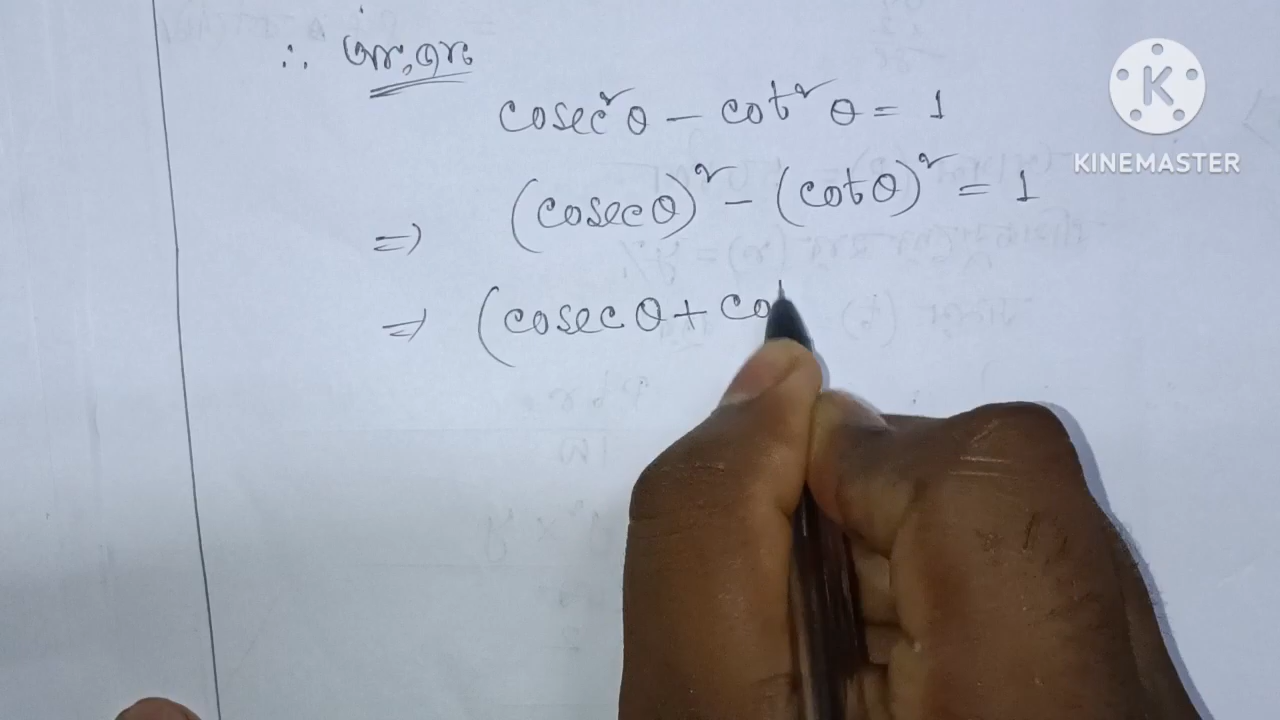 ∴
cosec²θ − cot²θ = 1
⇒ (cosecθ)² − (cotθ)² = 1
⇒ (cosecθ + co
K
KINEMASTER